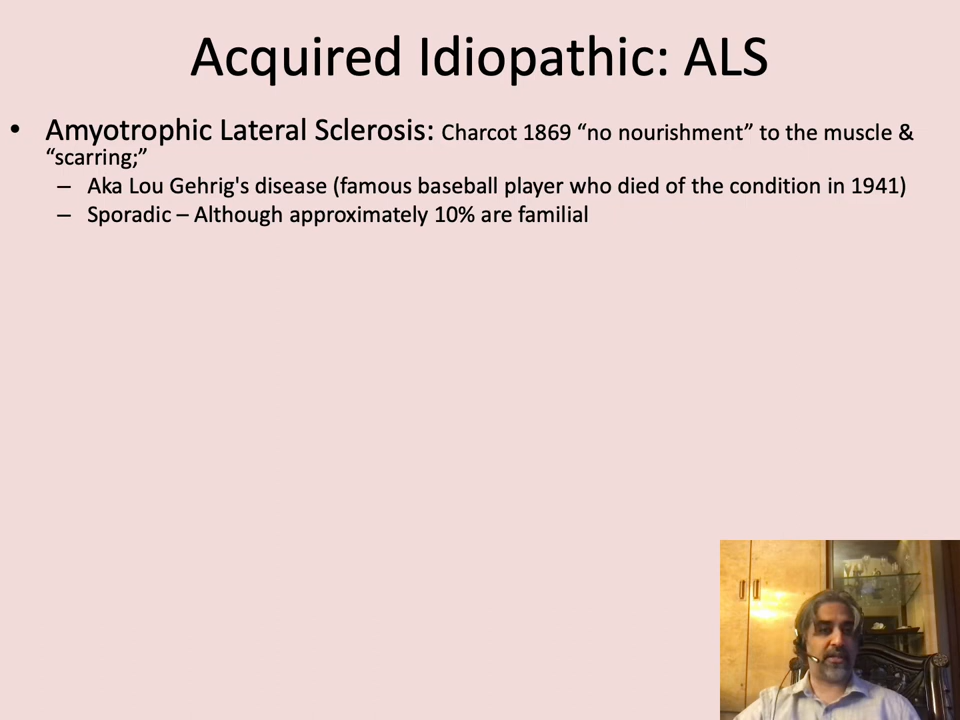 Acquired Idiopathic: ALS
• Amyotrophic Lateral Sclerosis: Charcot 1869 “no nourishment” to the muscle &
“scarring;”
– Aka Lou Gehrig's disease (famous baseball player who died of the condition in 1941)
– Sporadic – Although approximately 10% are familial